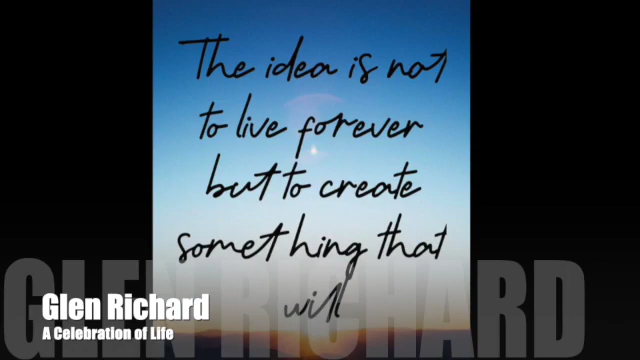 The idea is not
to live forever
but to create
something that
will
GLEN RICHARD
Glen Richard
A Celebration of Life